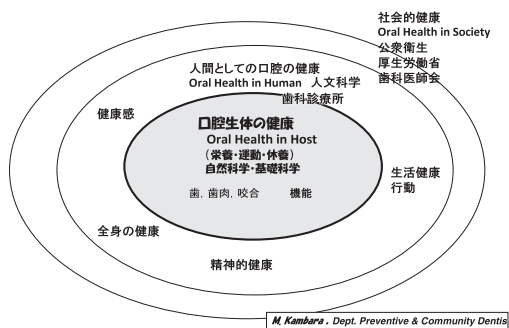 社会的健康
Oral Health in Society
公衆衛生
厚生労働省
歯科医師会
人間としての口腔の健康
Oral Health in Human 人文科学
歯科診療所
健康感
口腔生体の健康
Oral Health in Host
(栄養・運動・休養)
自然科学・基礎科学
歯, 歯肉, 咬合 機能
生活健康
行動
全身の健康
精神的健康
M. Kambara . Dept. Preventive & Community Dentis